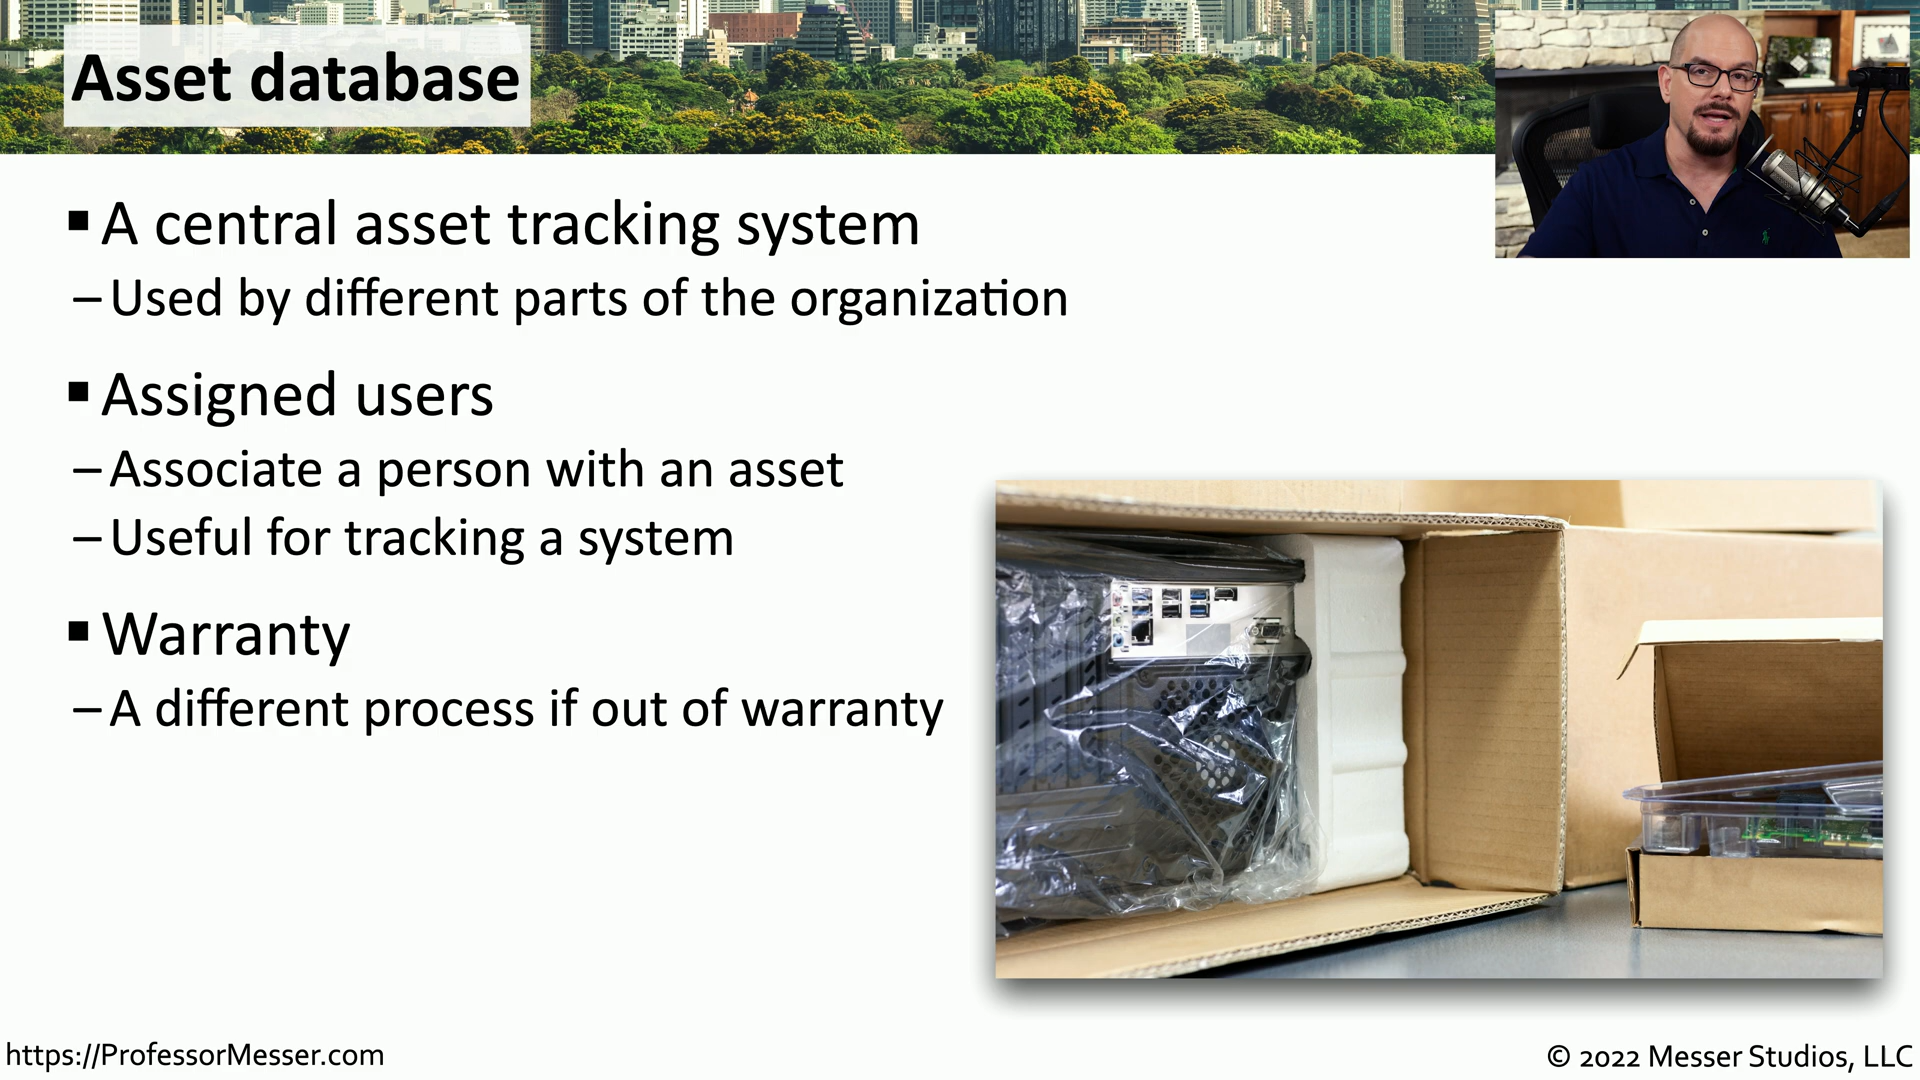 Asset database
▪ A central asset tracking system
– Used by different parts of the organization
▪ Assigned users
– Associate a person with an asset
– Useful for tracking a system
▪ Warranty
– A different process if out of warranty
https://ProfessorMesser.com
© 2022 Messer Studios, LLC